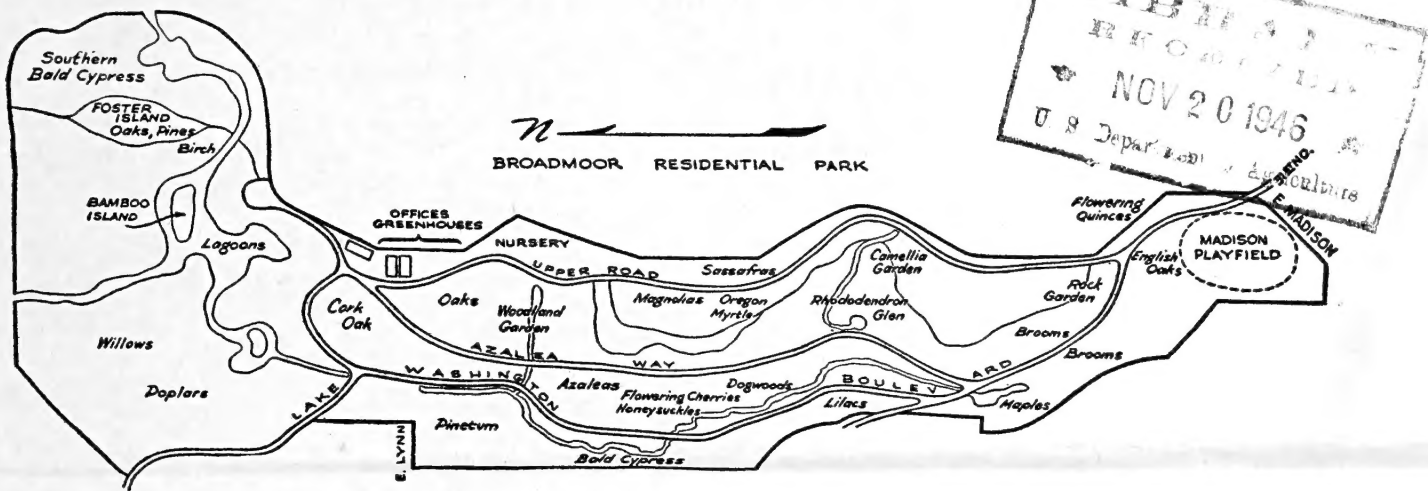 Southern
Bald Cypress
FOSTER
ISLAND
Oaks, Pines
Birch
BAMBOO
ISLAND
Lagoons
Willows
Poplars
N
BROADMOOR RESIDENTIAL PARK
NOV 20 1946
U. S. Department of Agriculture
OFFICES
GREENHOUSES
NURSERY
UPPER ROAD
Sassafras
Camellia
Garden
Flowering
Quinces
TO RENO.
E. MADISON
MADISON
PLAYFIELD
English
Oaks
Rock
Garden
Cork
Oak
Oaks
Woodland
Garden
Magnolias
Oregon
Myrtle
Rhododendron
Glen
Brooms
Brooms
AZALEA WAY
LAKE WASHINGTON BOULEVARD
Azaleas
Flowering Cherries
Honeysuckles
Dogwoods
Lilacs
Maples
E. LYNN
Pinetum
Bald Cypress